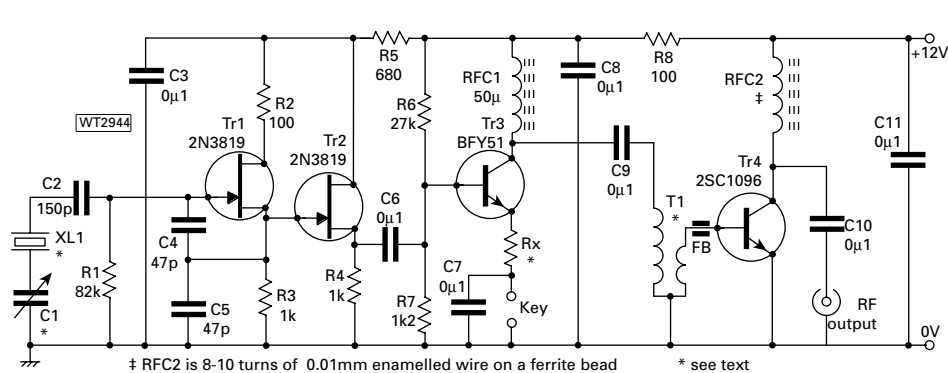 C3
0µ1
WT2944
R2
100
Tr1
2N3819
Tr2
2N3819
R5
680
R6
27k
RFC1
50µ
Tr3
BFY51
C8
0µ1
R8
100
RFC2
‡
+12V
C11
0µ1
C2
150p
XL1
*
C1
*
R1
82k
C4
47p
C5
47p
R3
1k
R4
1k
C6
0µ1
R7
1k2
C7
0µ1
Rx
*
Key
C9
0µ1
T1
*
FB
Tr4
2SC1096
C10
0µ1
RF
output
0V
‡ RFC2 is 8-10 turns of 0.01mm enamelled wire on a ferrite bead
* see text